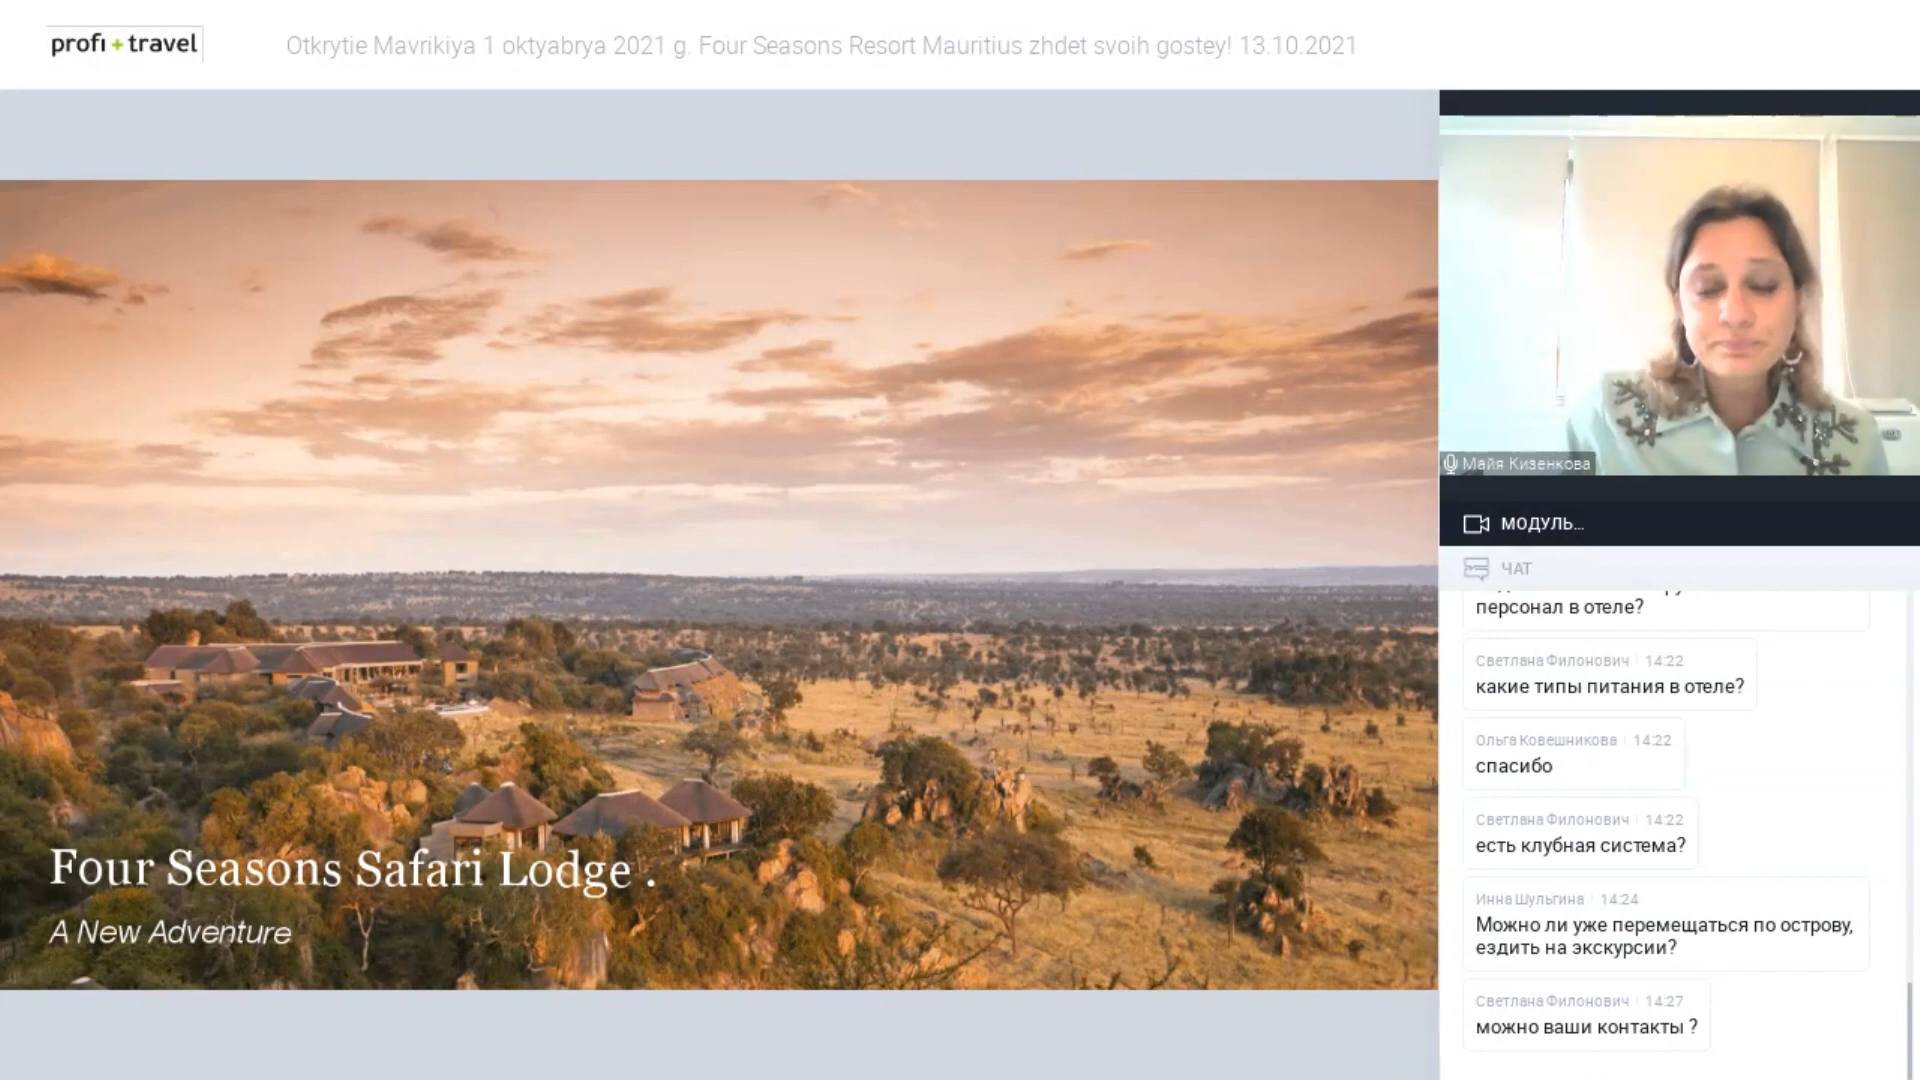 profi + travel
Otkrytie Mavrikiya 1 oktyabrya 2021 g. Four Seasons Resort Mauritius zhdet svoih gostey! 13.10.2021
Four Seasons Safari Lodge .
A New Adventure
Майя Кизенкова
МОДУЛЬ...
ЧАТ
персонал в отеле?
Светлана Филонович 14:22
какие типы питания в отеле?
Ольга Ковешникова 14:22
спасибо
Светлана Филонович 14:22
есть клубная система?
Инна Шульгина 14:24
Можно ли уже перемещаться по острову,
ездить на экскурсии?
Светлана Филонович 14:27
можно ваши контакты ?